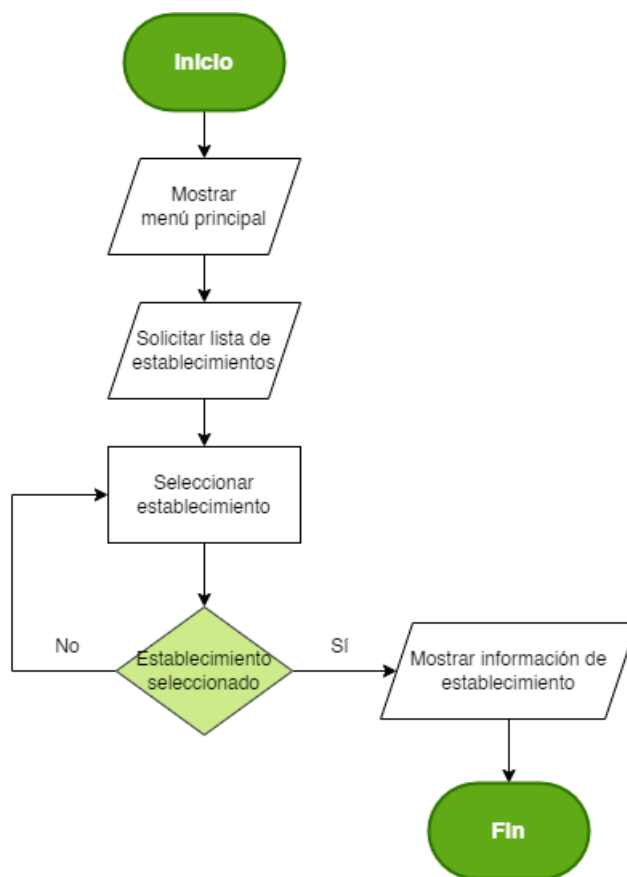 Inicio
Mostrar
menú principal
Solicitar lista de
establecimientos
Seleccionar
establecimiento
No
Establecimiento
seleccionado
Sí
Mostrar información de
establecimiento
Fin